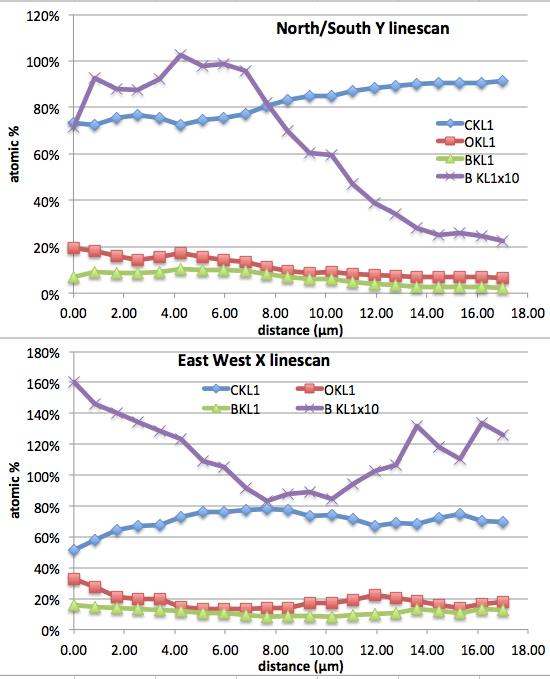 North/South Y linescan
120%
100%
80%
60%
40%
20%
0%
atomic %
CKL1
OKL1
BKL1
B KL1x10
0.00 2.00 4.00 6.00 8.00 10.00 12.00 14.00 16.00 18.00
distance (µm)
East West X linescan
180%
160%
140%
120%
100%
80%
60%
40%
20%
0%
atomic %
CKL1 OKL1
BKL1 B KL1x10
0.00 2.00 4.00 6.00 8.00 10.00 12.00 14.00 16.00 18.00
distance (µm)